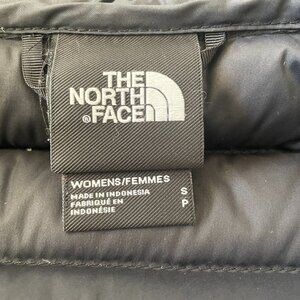 THE
NORTH
FACE
®
WOMENS/FEMMES
MADE IN INDONESIA
FABRIQUÉ EN
INDONÉSIE
S
P